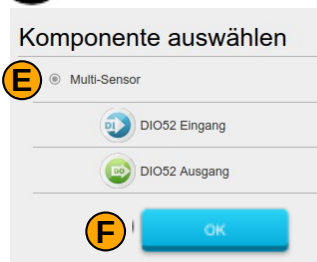 Komponente auswählen
E Multi-Sensor
DI DIO52 Eingang
DO DIO52 Ausgang
F OK